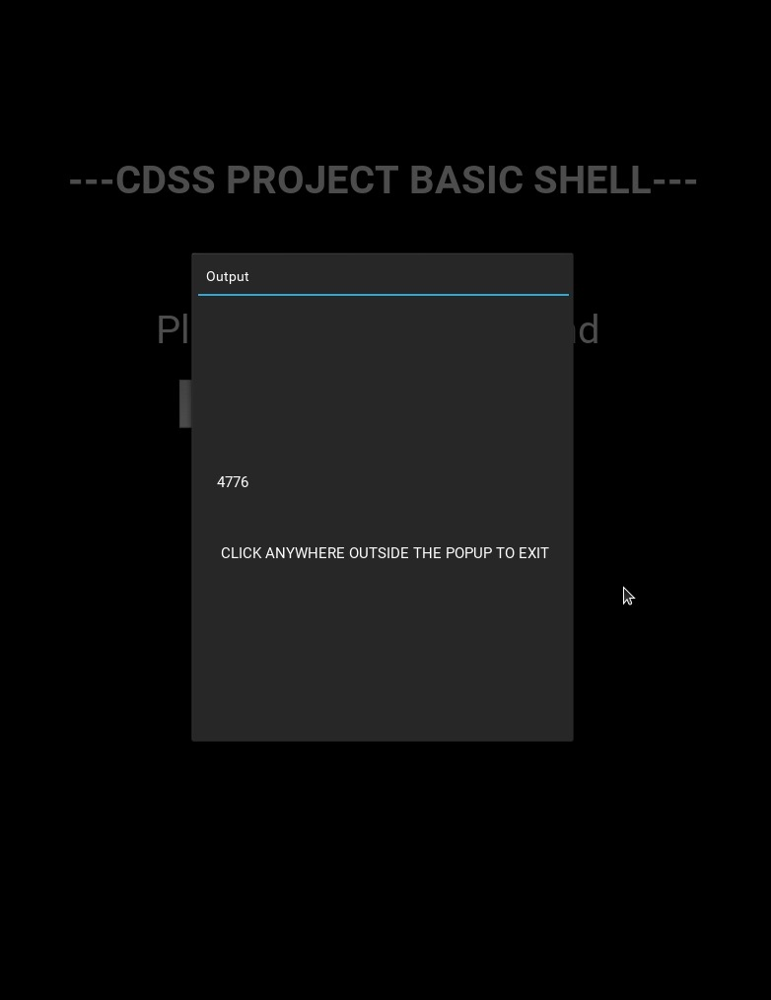 ---CDSS PROJECT BASIC SHELL---
Output
4776
CLICK ANYWHERE OUTSIDE THE POPUP TO EXIT